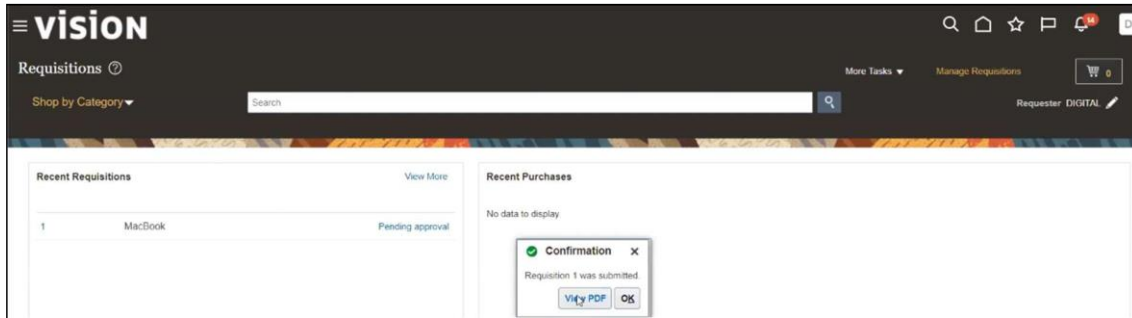 vision
14
D
Requisitions
More Tasks
Manage Requisitions
0
Shop by Category
Search
Requester DIGITAL
Recent Requisitions
View More
Recent Purchases
No data to display
1 MacBook Pending approval
Confirmation
Requisition 1 was submitted.
View PDF OK